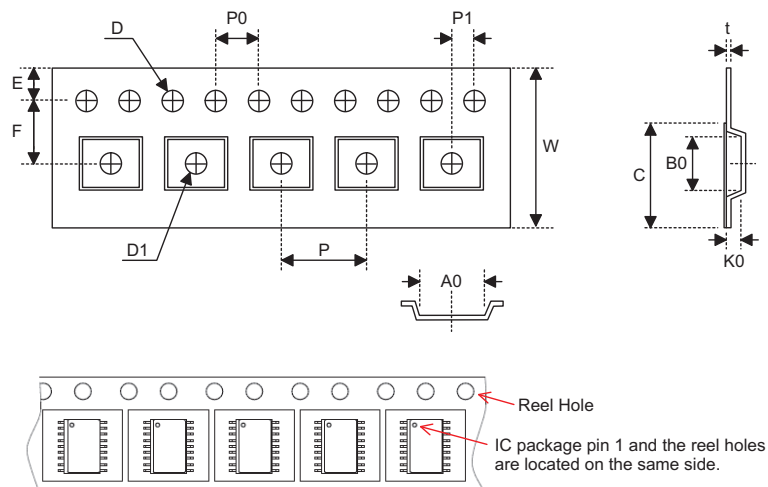 D
P0
P1
t
E
F
W
C
B0
D1
P
K0
A0
Reel Hole
IC package pin 1 and the reel holes
are located on the same side.